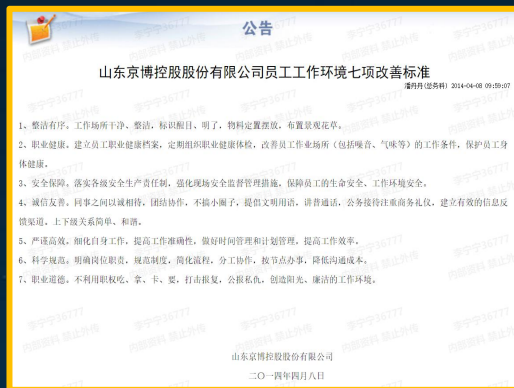 公告
山东京博控股股份有限公司员工工作环境七项改善标准
潘丹丹(总务科) 2014-04-08 09:59:07
1、整洁有序。工作场所干净、整洁，标识醒目、明了，物料定置摆放，布置景观花草。
2、职业健康。建立员工职业健康档案，定期组织职业健康体检，改善员工作业场所（包括噪音、气味等）的工作条件，保护员工身
体健康。
3、安全保障。落实各级安全生产责任制，强化现场安全监督管理措施，保障员工的生命安全、工作环境安全。
4、诚信友善。同事之间以诚相待，团结协作，不搞小圈子，提倡文明用语，讲普通话，公务接待注重商务礼仪，建立有效的信息反
馈渠道，上下级关系简单、和谐。
5、严谨高效。细化自身工作，提高工作准确性，做好时间管理和计划管理，提高工作效率。
6、科学规范。明确岗位职责，规范制度，简化流程，分工协作，按节点办事，降低沟通成本。
7、职业道德。不利用职权吃、拿、卡、要，打击报复，公报私仇，创造阳光、廉洁的工作环境。
山东京博控股股份有限公司
二〇一四年四月八日
李宁宁36777
内部资料 禁止外传